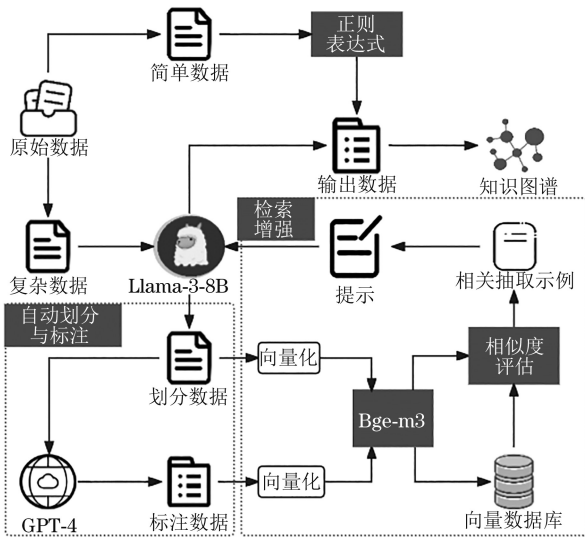 简单数据
正则
表达式
原始数据
输出数据
知识图谱
检索
增强
复杂数据
Llama-3-8B
提示
相关抽取示例
自动划分
与标注
划分数据
向量化
相似度
评估
Bge-m3
GPT-4
标注数据
向量化
向量数据库